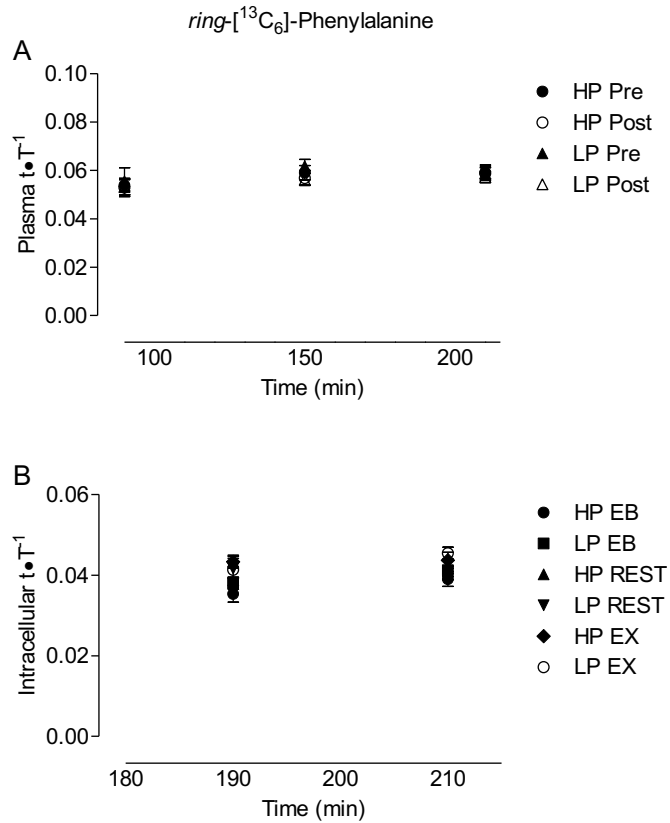 ring-[¹³C₆]-Phenylalanine
A
Plasma t•T⁻¹
0.10
0.08
0.06
0.04
0.02
0.00
100
150
200
Time (min)
HP Pre
HP Post
LP Pre
LP Post
B
Intracellular t•T⁻¹
0.06
0.04
0.02
0.00
180
190
200
210
Time (min)
HP EB
LP EB
HP REST
LP REST
HP EX
LP EX